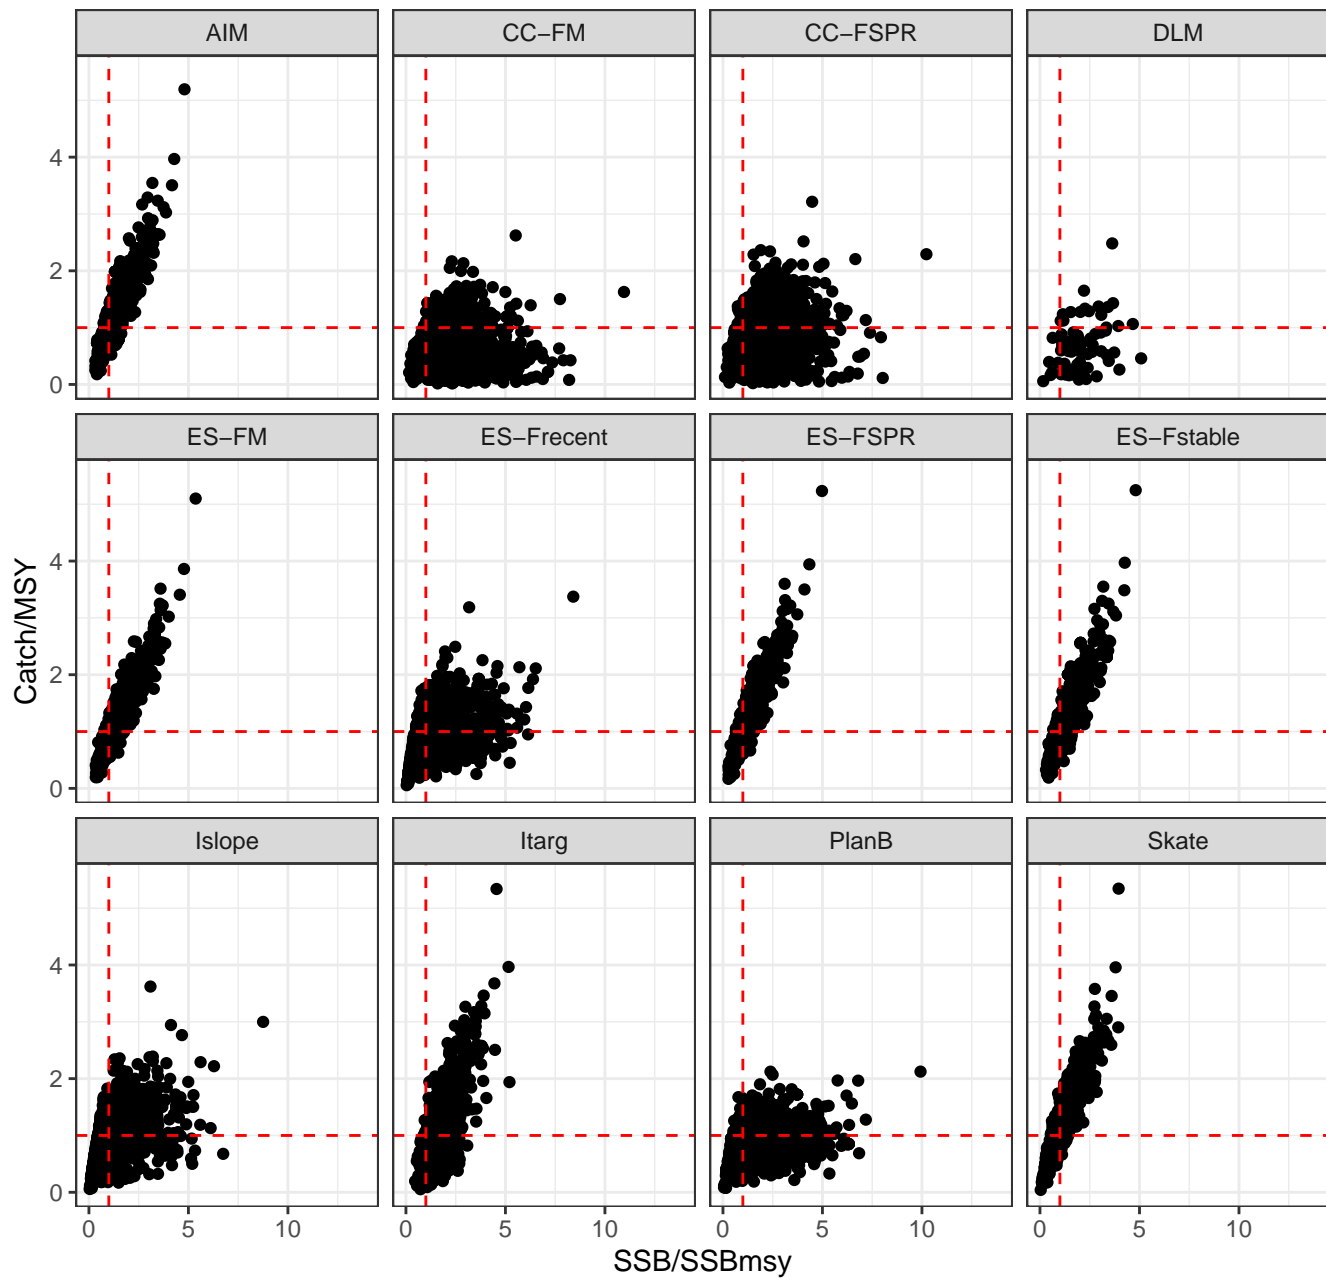 AIM CC−FM CC−FSPR DLM
4
2
0
ES−FM ES−Frecent ES−FSPR ES−Fstable
4
2
0
Islope Itarg PlanB Skate
4
2
0
0 5 10 0 5 10 0 5 10 0 5 10
Catch/MSY
SSB/SSBmsy